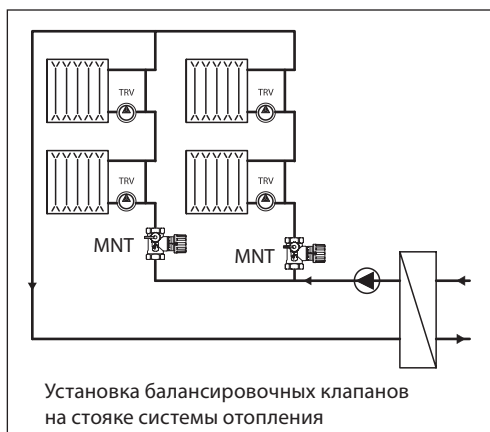 TRV
TRV
TRV
TRV
MNT
MNT
Установка балансировочных клапанов
на стояке системы отопления